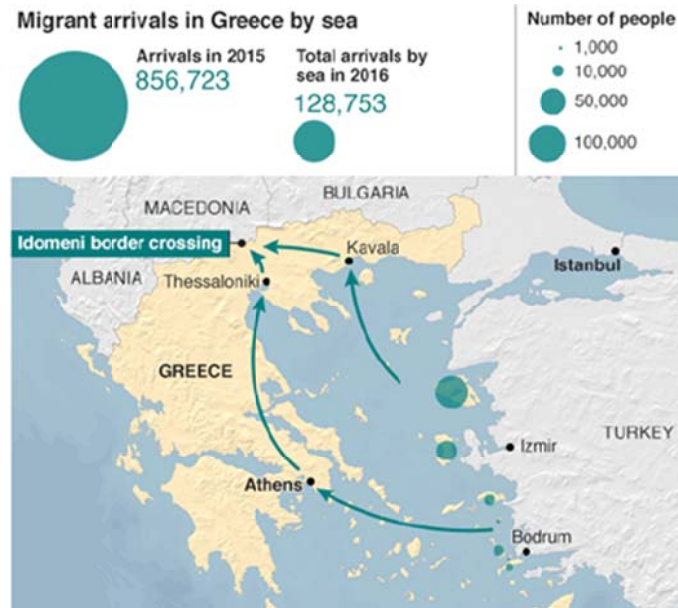 Migrant arrivals in Greece by sea
Arrivals in 2015
856,723
Total arrivals by
sea in 2016
128,753
Number of people
1,000
10,000
50,000
100,000
BULGARIA
MACEDONIA
Idomeni border crossing
Kavala
Istanbul
ALBANIA
Thessaloniki
GREECE
TURKEY
Izmir
Athens
Bodrum